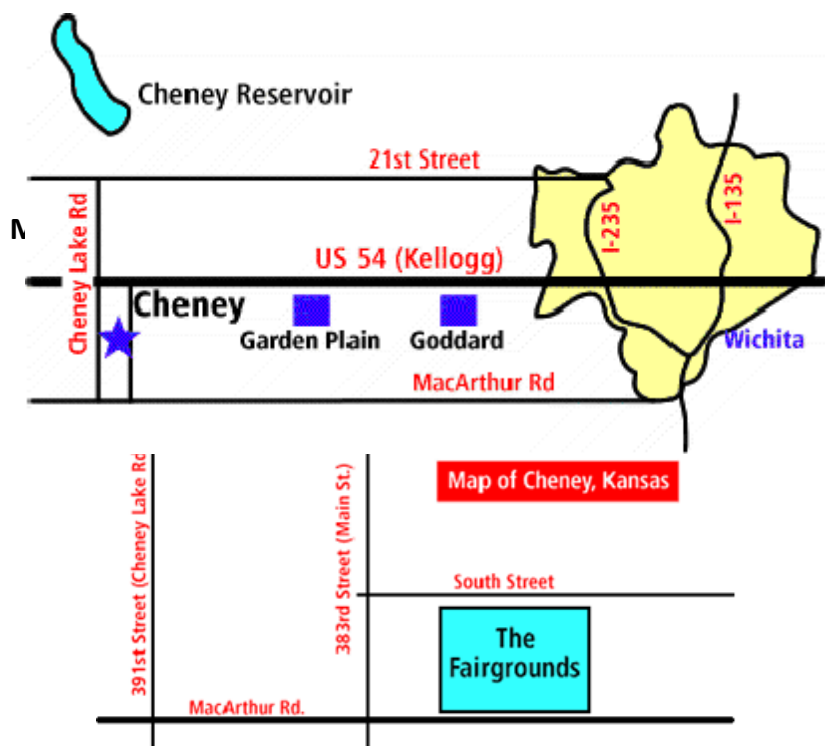 Cheney Reservoir
21st Street
Cheney Lake Rd
I-235
I-135
M
US 54 (Kellogg)
Cheney
Garden Plain
Goddard
Wichita
MacArthur Rd
391st Street (Cheney Lake Rd
383rd Street (Main St.)
Map of Cheney, Kansas
South Street
The
Fairgrounds
MacArthur Rd.